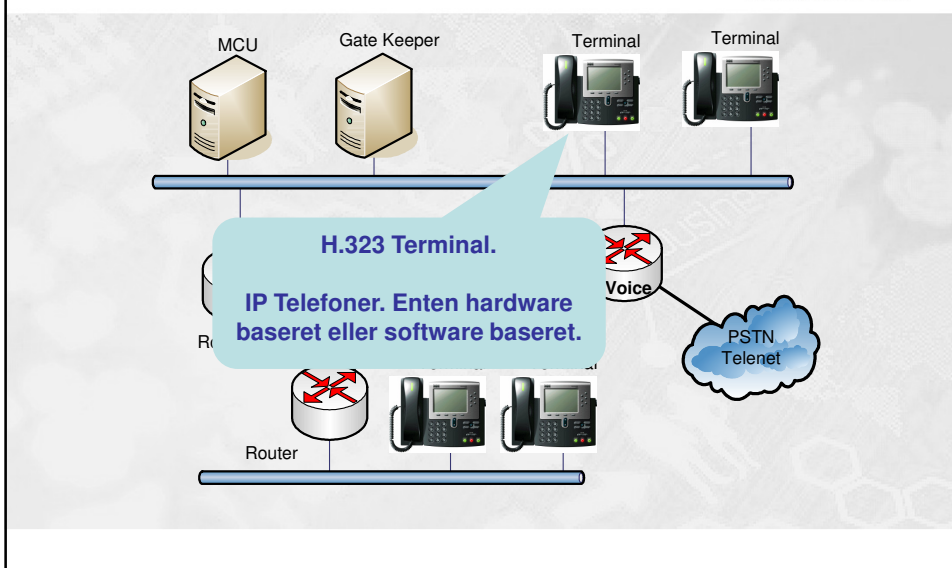 MCU
Gate Keeper
Terminal
Terminal
H.323 Terminal.
IP Telefoner. Enten hardware
baseret eller software baseret.
Voice
PSTN
Telenet
Router